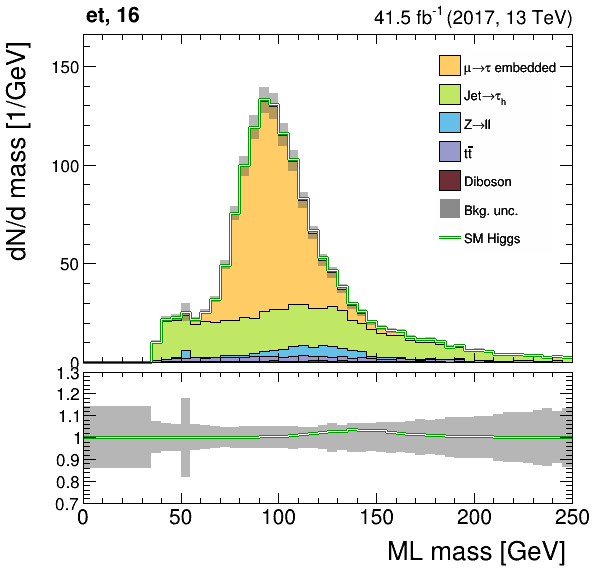 et, 16
41.5 fb⁻¹ (2017, 13 TeV)
dN/d mass [1/GeV]
150
100
50
0
μ→τ embedded
Jet→τₕ
Z→ll
tt̄
Diboson
Bkg. unc.
SM Higgs
1.3
1.2
1.1
1
0.9
0.8
0.7
0 50 100 150 200 250
ML mass [GeV]